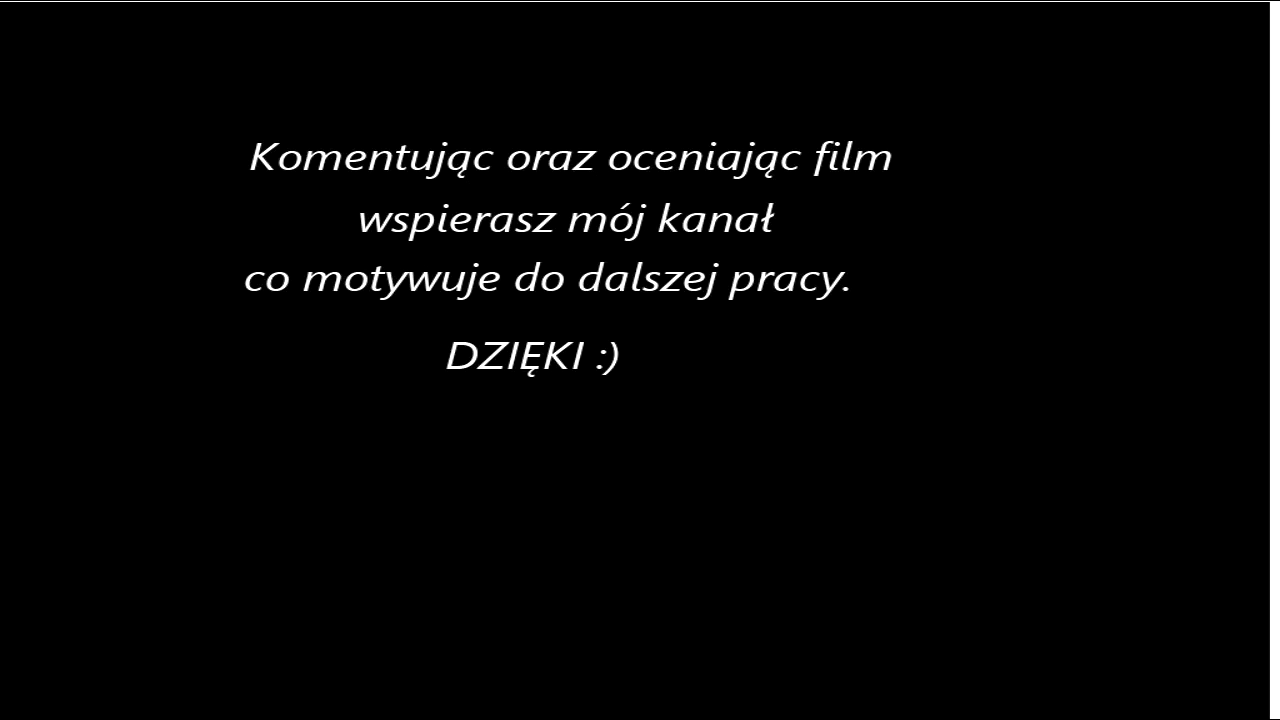 Komentując oraz oceniając film
wspierasz mój kanał
co motywuje do dalszej pracy.
DZIĘKI :)